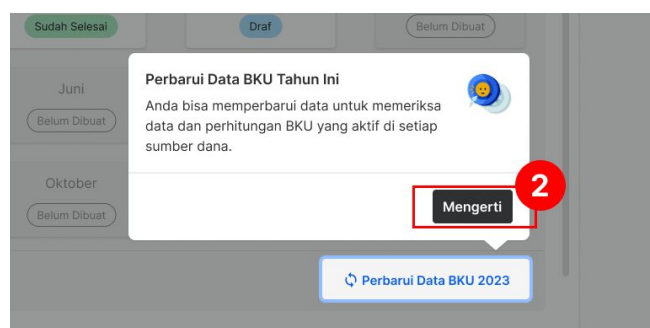 Sudah Selesai
Draf
Belum Dibuat
Juni
Belum Dibuat
Perbarui Data BKU Tahun Ini
Anda bisa memperbarui data untuk memeriksa
data dan perhitungan BKU yang aktif di setiap
sumber dana.
Oktober
Belum Dibuat
2
Mengerti
Perbarui Data BKU 2023